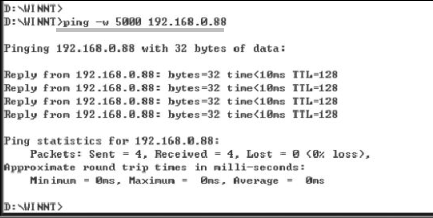 D:\WINNT>
D:\WINNT>ping -w 5000 192.168.0.88
Pinging 192.168.0.88 with 32 bytes of data:
Reply from 192.168.0.88: bytes=32 time<10ms TTL=128
Reply from 192.168.0.88: bytes=32 time<10ms TTL=128
Reply from 192.168.0.88: bytes=32 time<10ms TTL=128
Reply from 192.168.0.88: bytes=32 time<10ms TTL=128
Ping statistics for 192.168.0.88:
Packets: Sent = 4, Received = 4, Lost = 0 (0% loss),
Approximate round trip times in milli-seconds:
Minimum = 0ms, Maximum = 0ms, Average = 0ms
D:\WINNT>